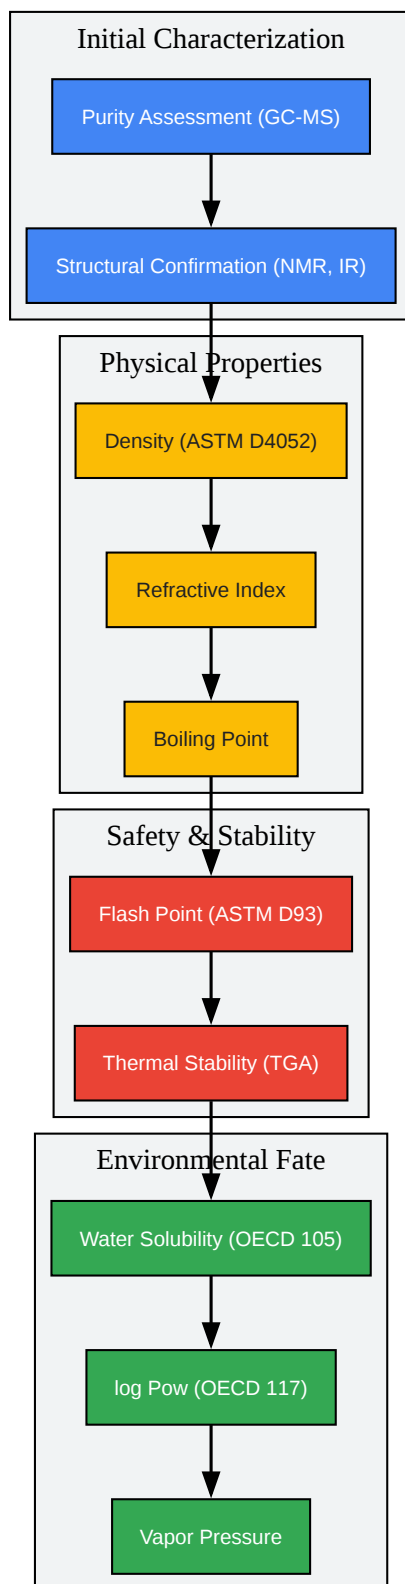 Initial Characterization
Purity Assessment (GC-MS)
Structural Confirmation (NMR, IR)
Physical Properties
Density (ASTM D4052)
Refractive Index
Boiling Point
Safety & Stability
Flash Point (ASTM D93)
Thermal Stability (TGA)
Environmental Fate
Water Solubility (OECD 105)
log Pow (OECD 117)
Vapor Pressure